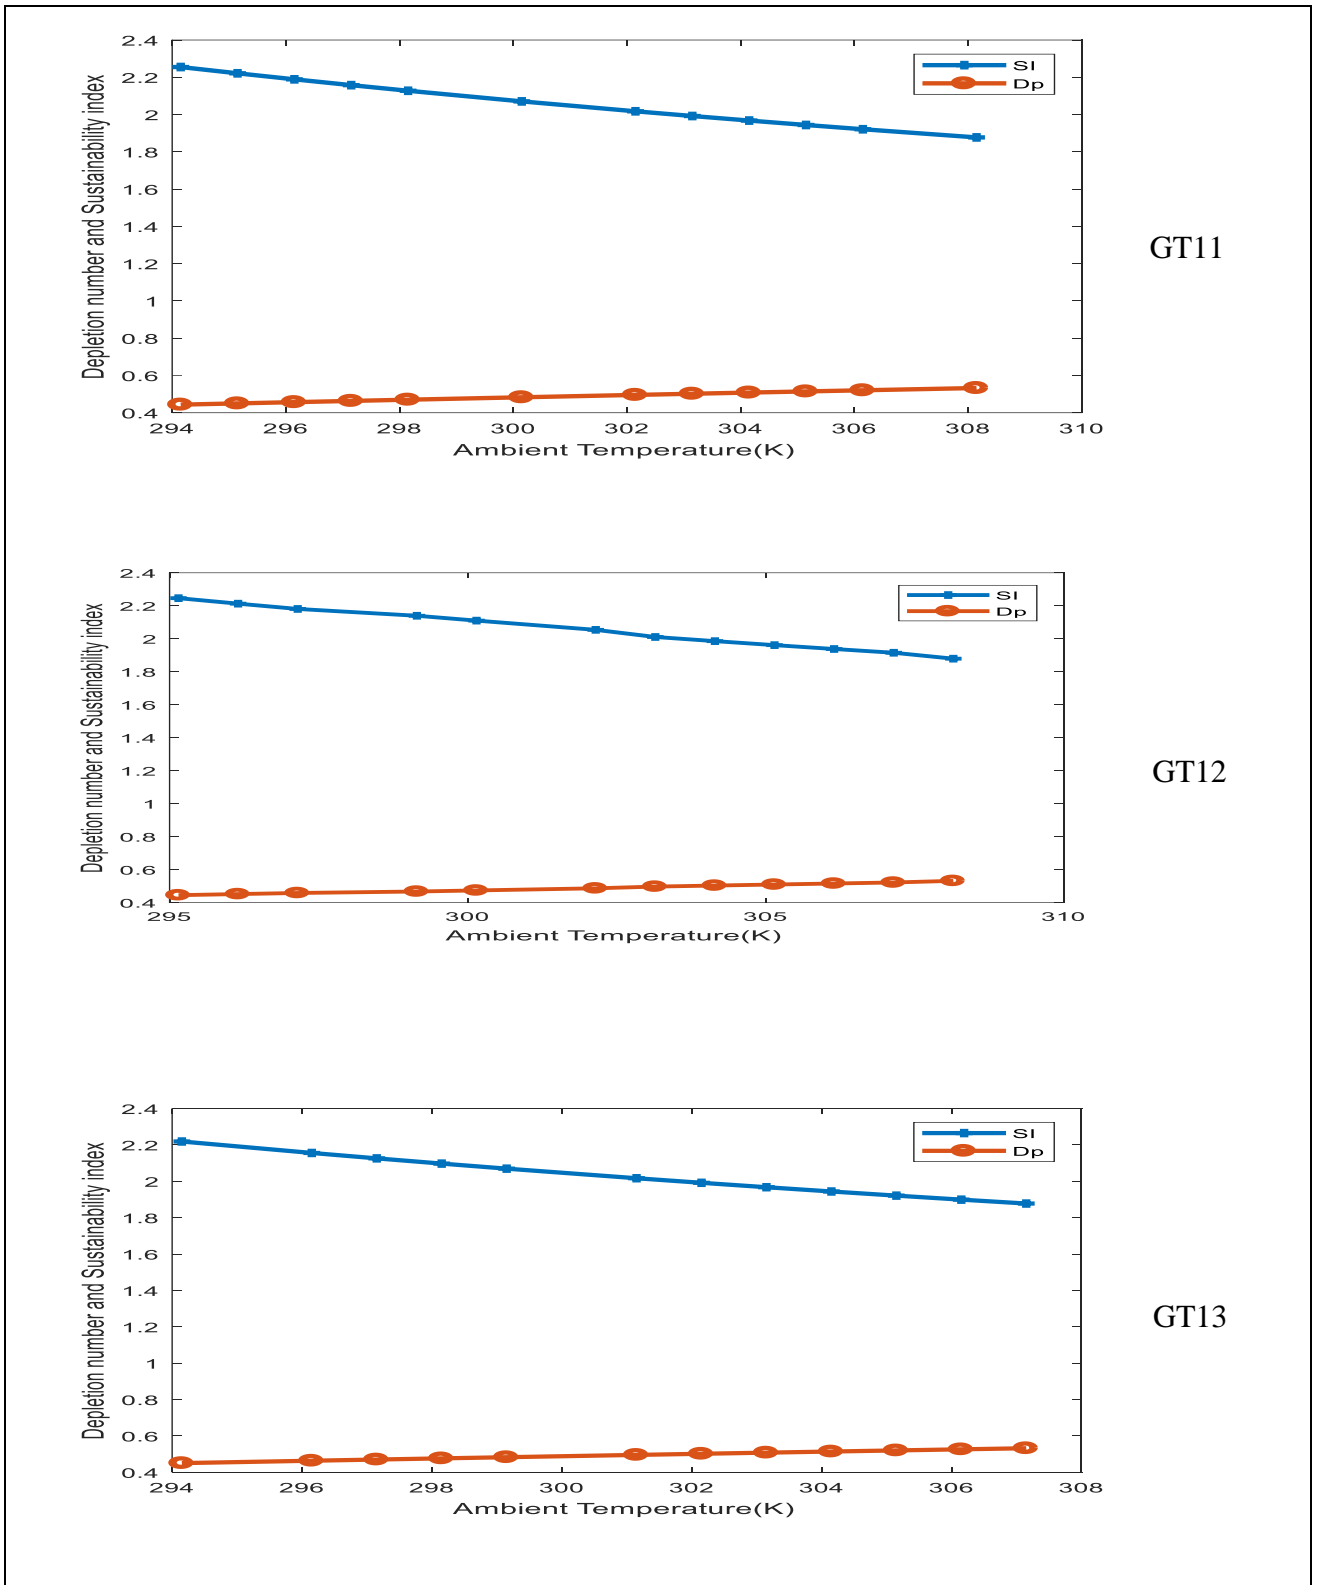 Depletion number and Sustainability index
2.4
2.2
2
1.8
1.6
1.4
1.2
1
0.8
0.6
0.4
294 296 298 300 302 304 306 308 310
Ambient Temperature(K)
SI
Dp
GT11
Depletion number and Sustainability index
2.4
2.2
2
1.8
1.6
1.4
1.2
1
0.8
0.6
0.4
295 300 305 310
Ambient Temperature(K)
SI
Dp
GT12
Depletion number and Sustainability index
2.4
2.2
2
1.8
1.6
1.4
1.2
1
0.8
0.6
0.4
294 296 298 300 302 304 306 308
Ambient Temperature(K)
SI
Dp
GT13